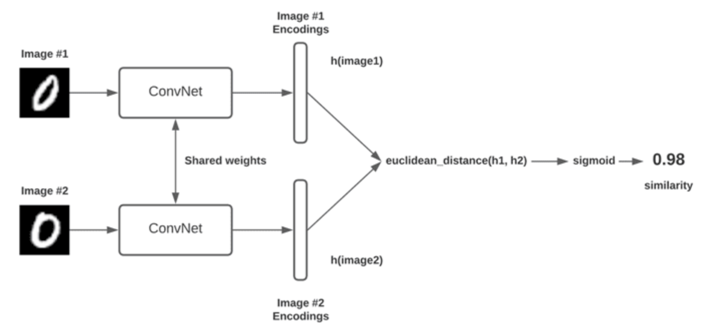 Image #1
Encodings
Image #1
h(image1)
ConvNet
Shared weights
euclidean_distance(h1, h2)
sigmoid
0.98
similarity
Image #2
ConvNet
h(image2)
Image #2
Encodings